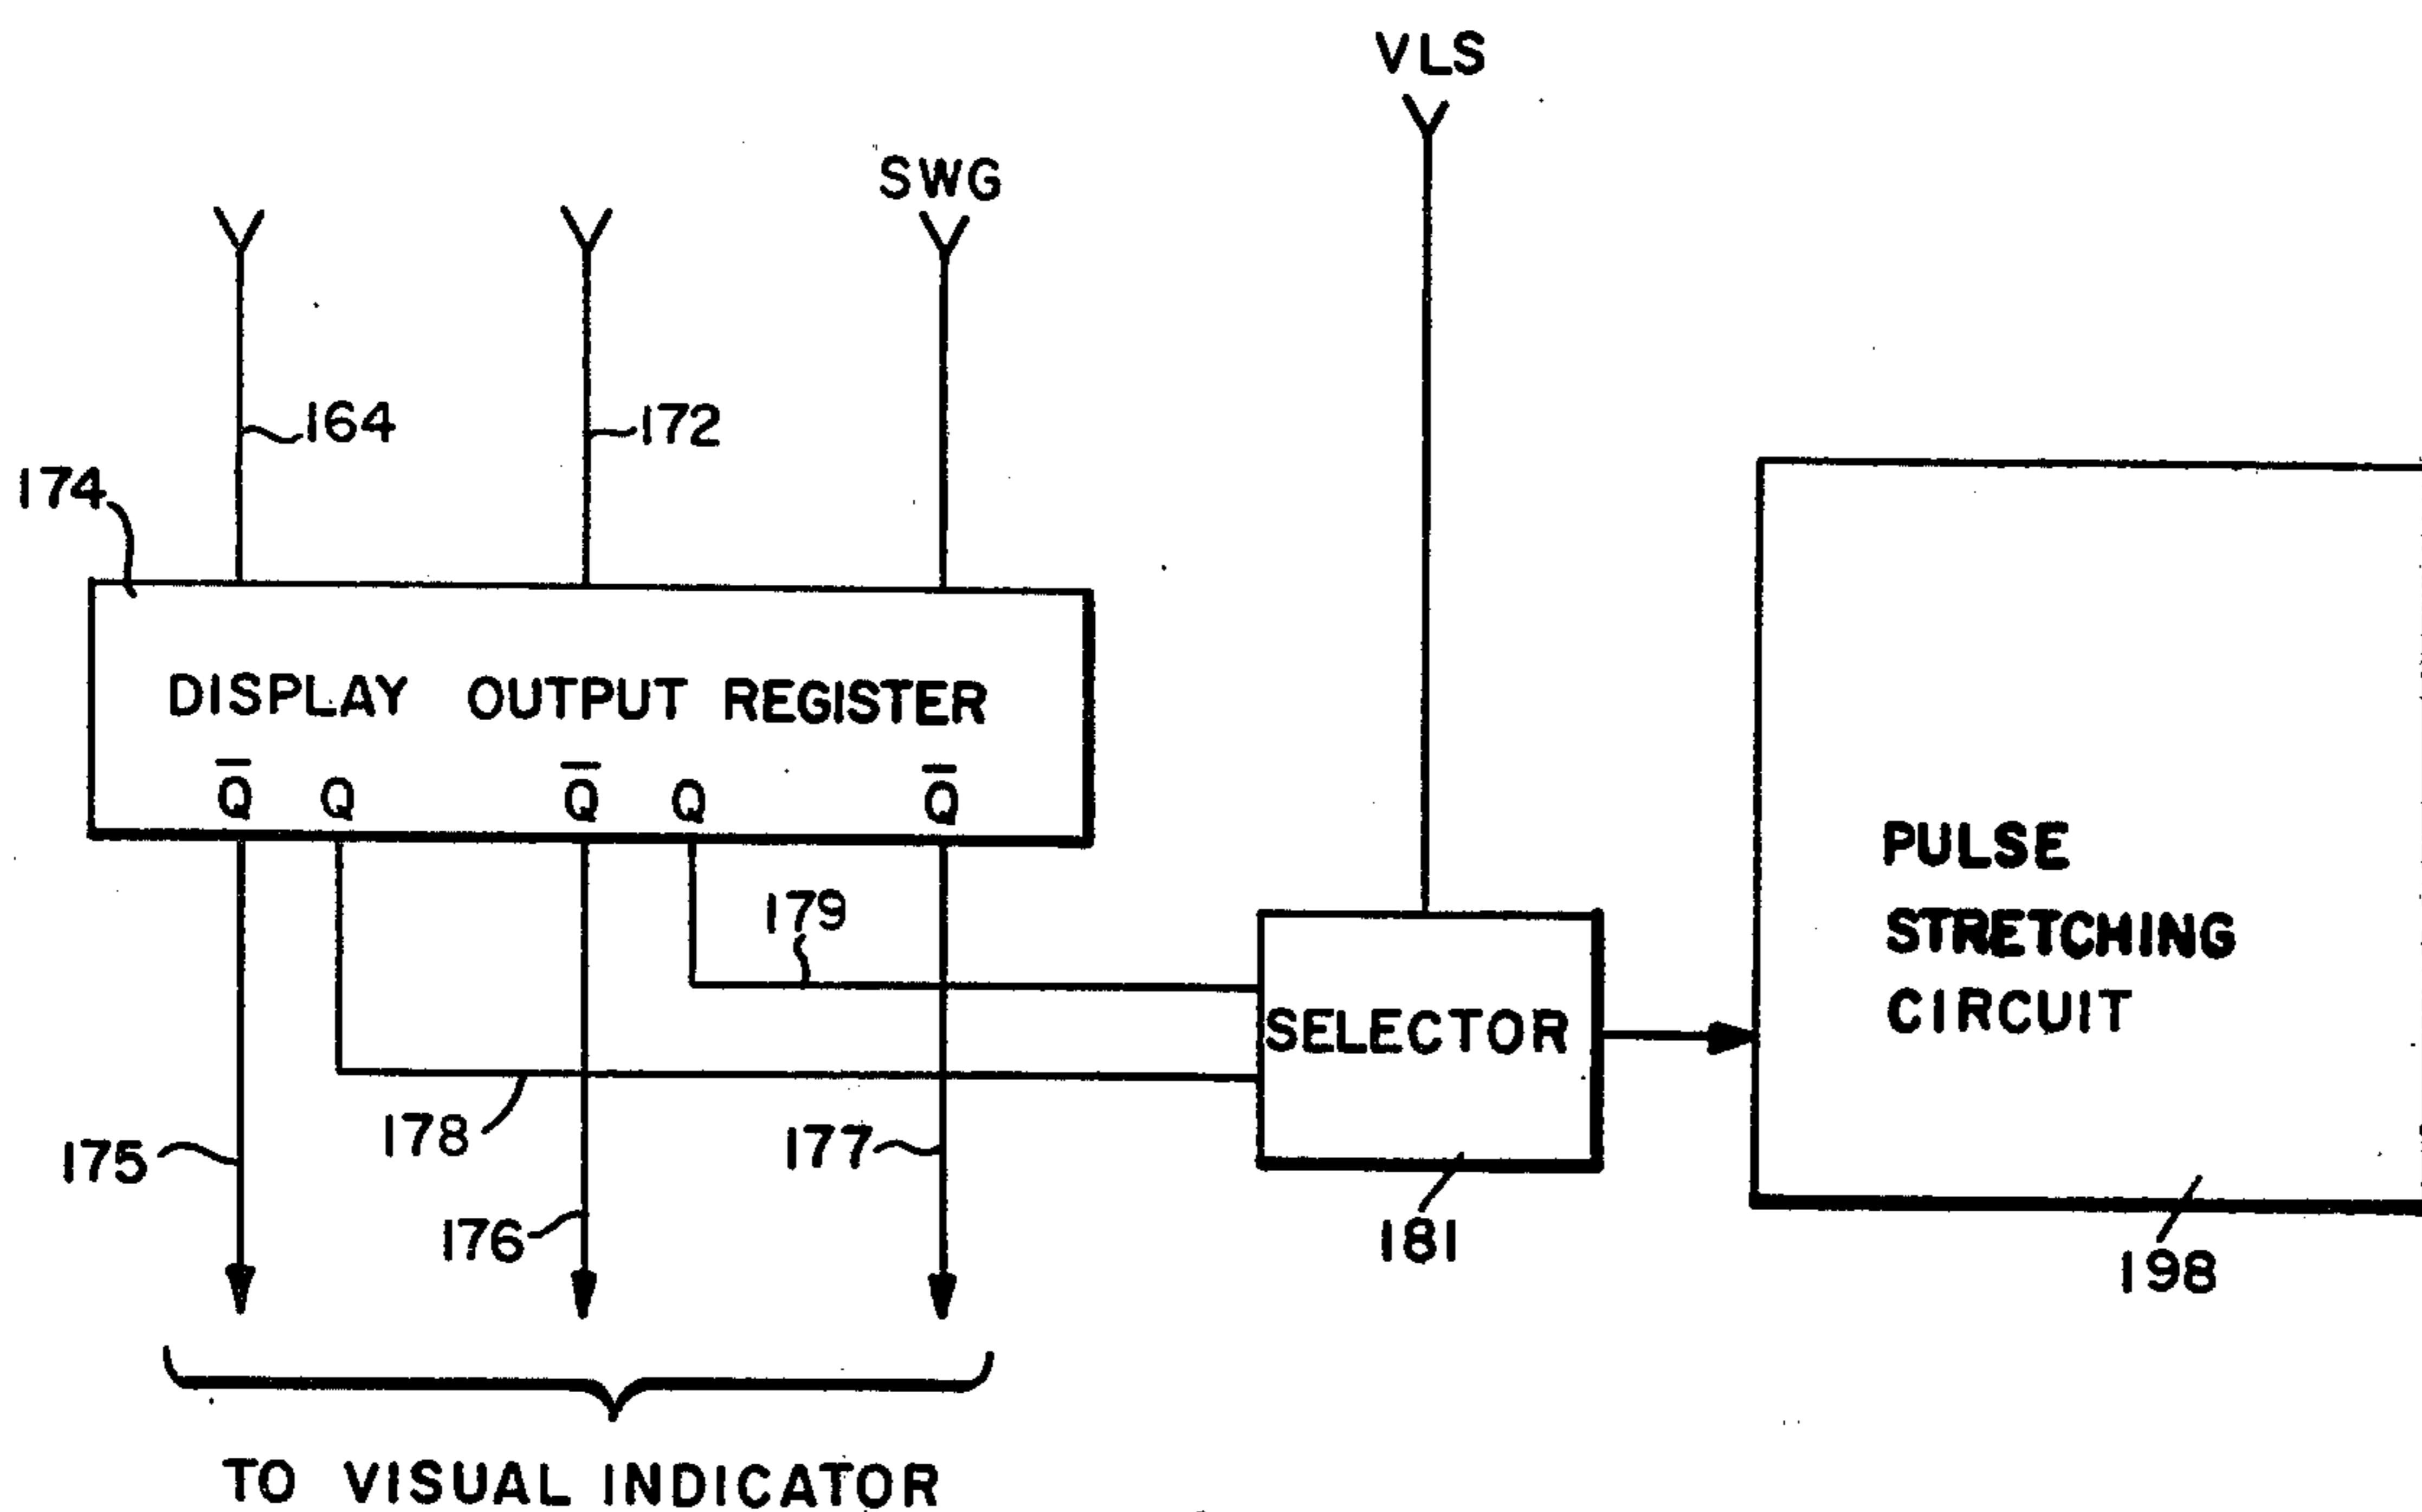 VLS
SWG
164
172
174
DISPLAY OUTPUT REGISTER
Q̅ Q Q̅ Q Q̅
179
PULSE
STRETCHING
CIRCUIT
SELECTOR
178
177
175
176
181
198
TO VISUAL INDICATOR